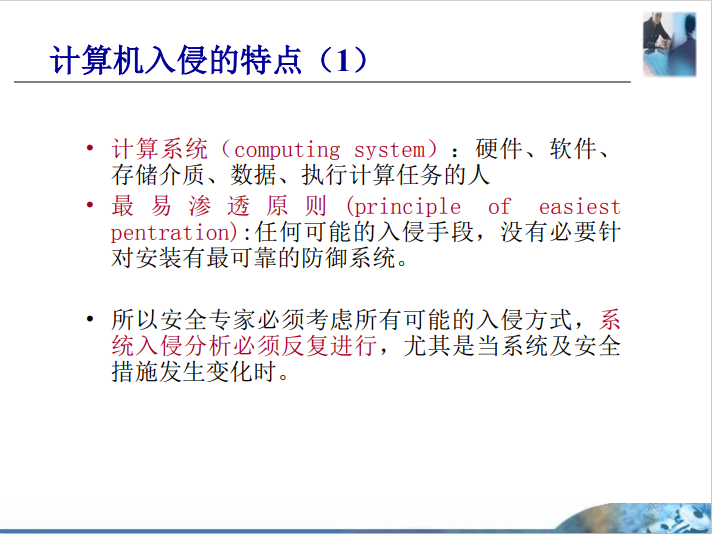 计算机入侵的特点（1）
• 计算系统（computing system）：硬件、软件、
存储介质、数据、执行计算任务的人
• 最易渗透原则(principle of easiest
pentration):任何可能的入侵手段，没有必要针
对安装有最可靠的防御系统。
• 所以安全专家必须考虑所有可能的入侵方式，系
统入侵分析必须反复进行，尤其是当系统及安全
措施发生变化时。